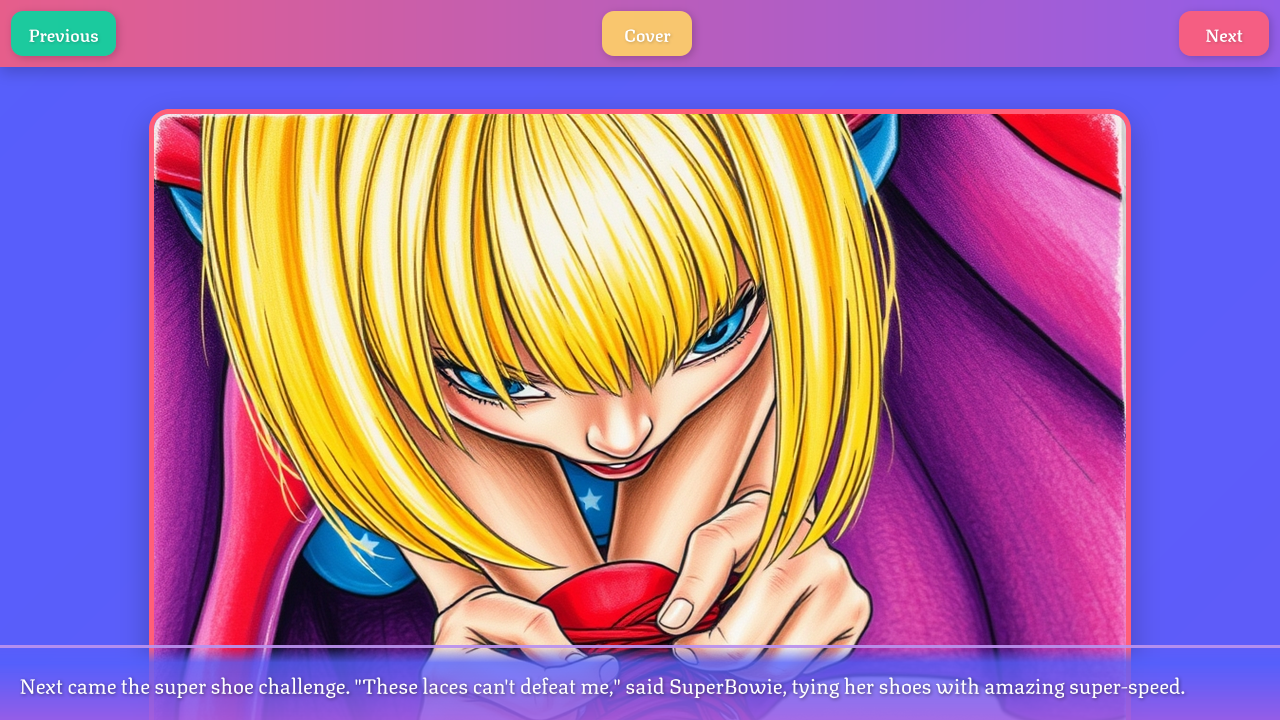 Previous
Cover
Next
Next came the super shoe challenge. "These laces can't defeat me," said SuperBowie, tying her shoes with amazing super-speed.